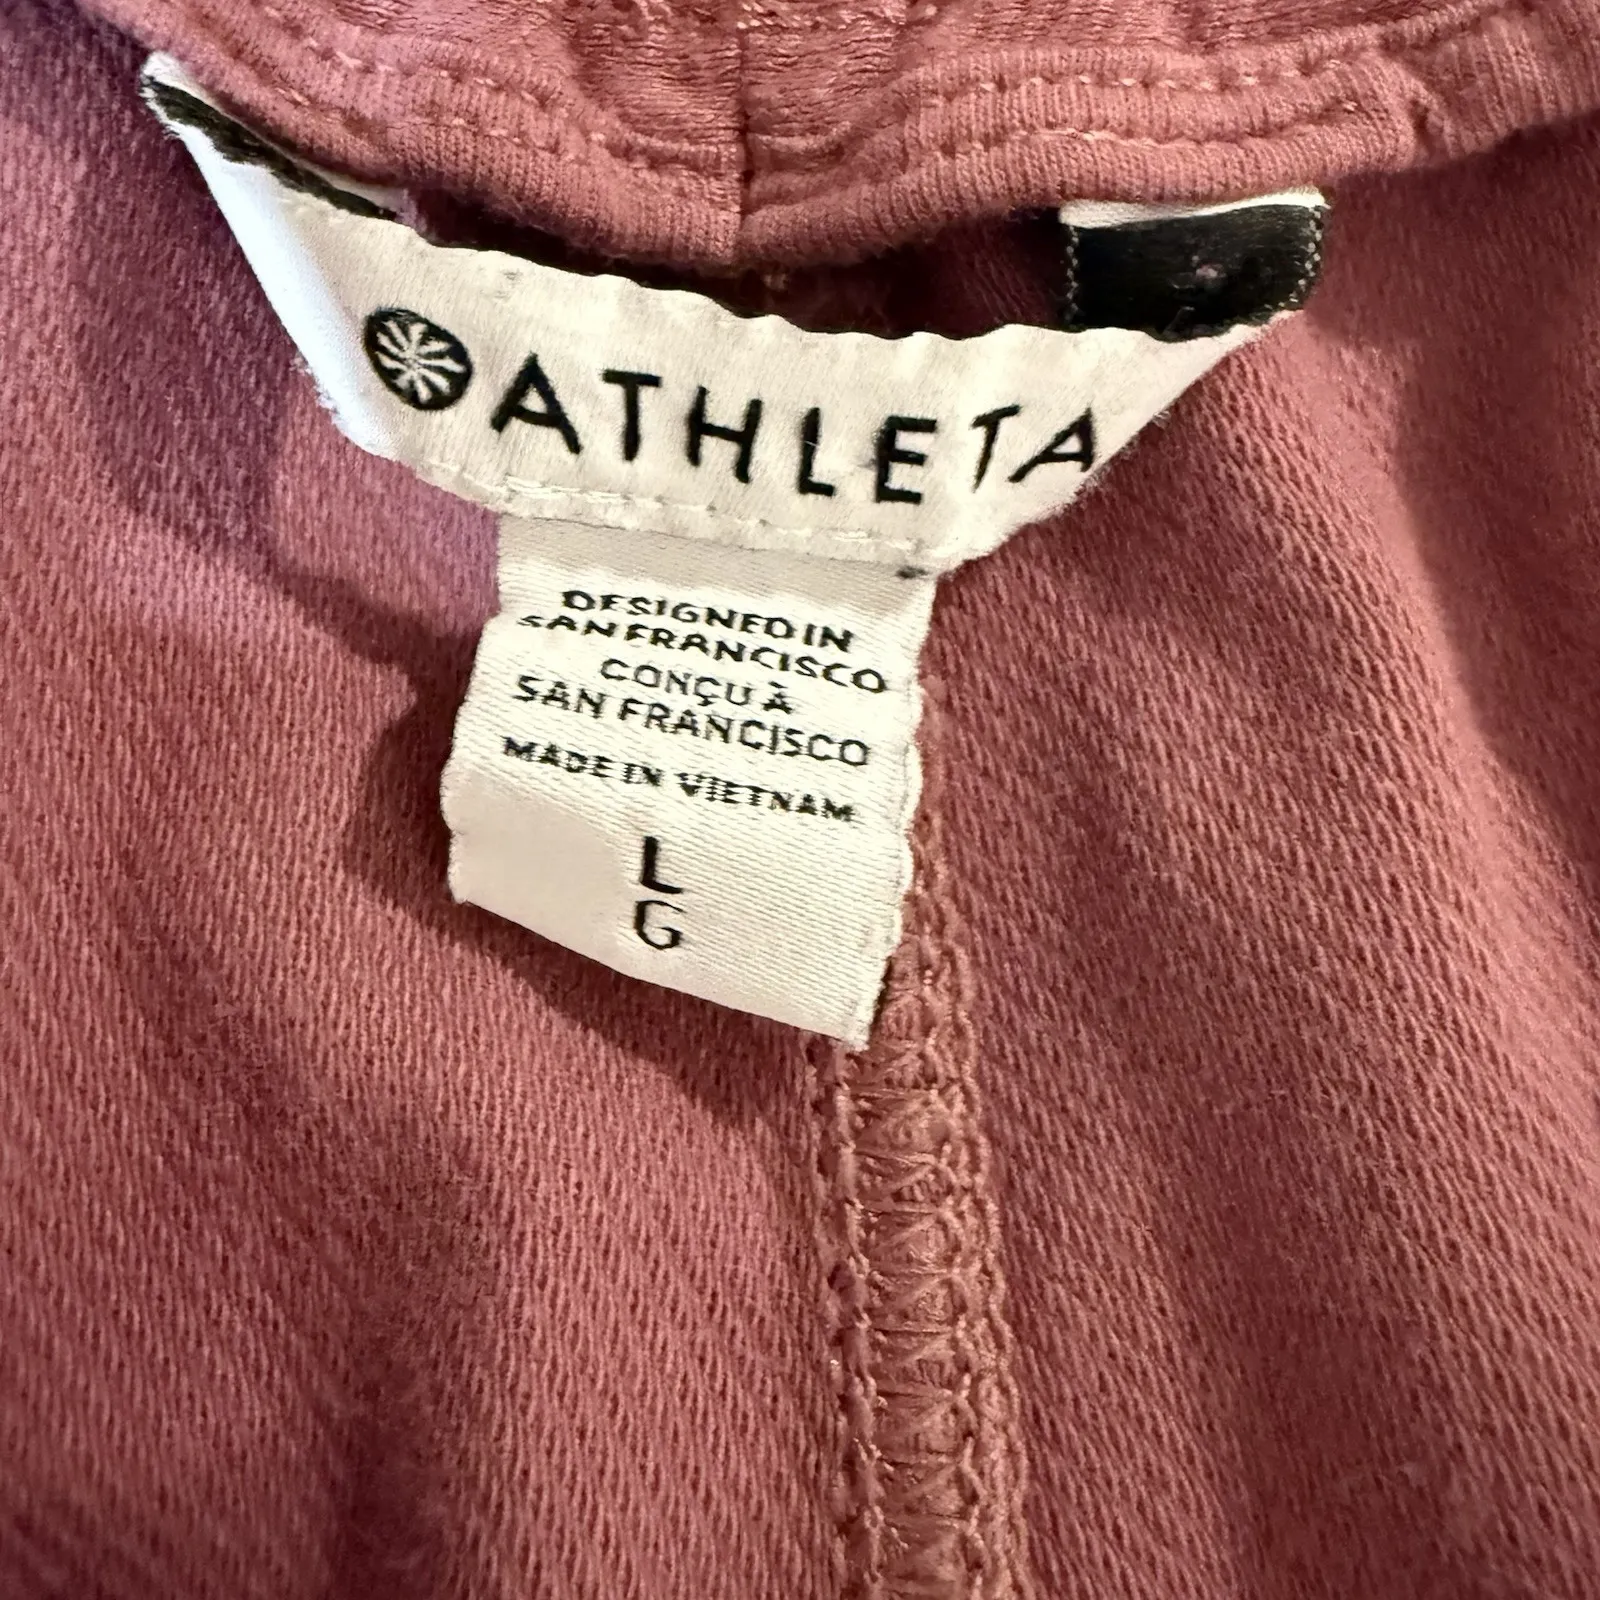 ATHLETA
DESIGNED IN
SAN FRANCISCO
CONÇU À
SAN FRANCISCO
MADE IN VIETNAM
L
G